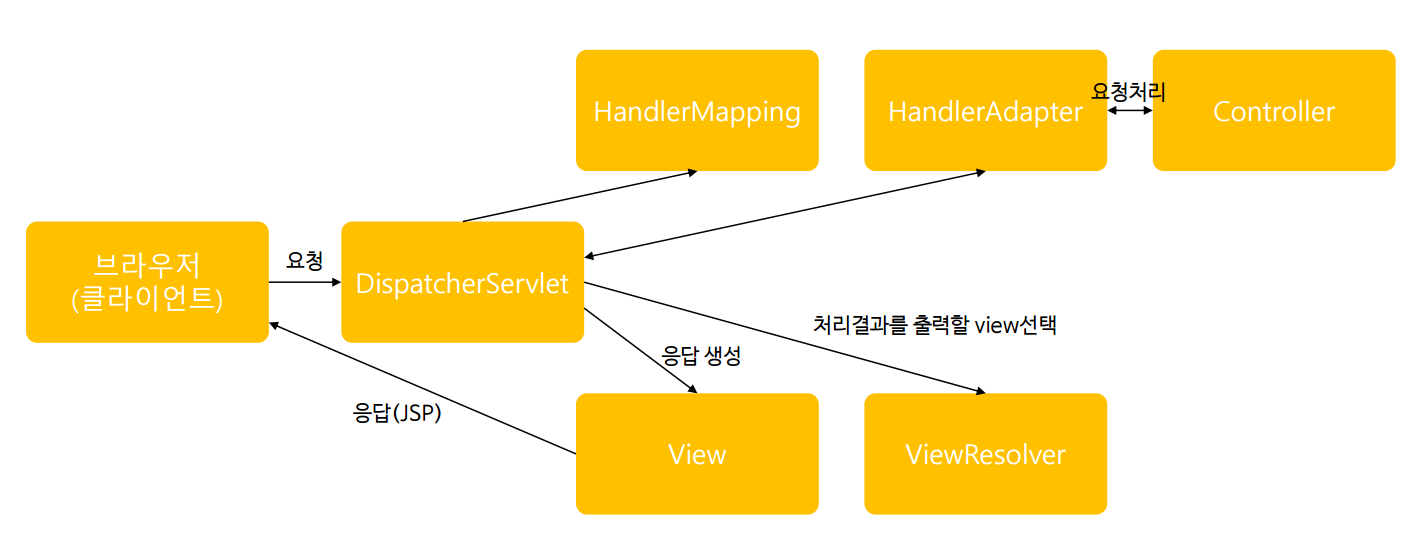 HandlerMapping
HandlerAdapter
요청처리
Controller
브라우저
(클라이언트)
요청
DispatcherServlet
처리결과를 출력할 view선택
응답 생성
응답(JSP)
View
ViewResolver